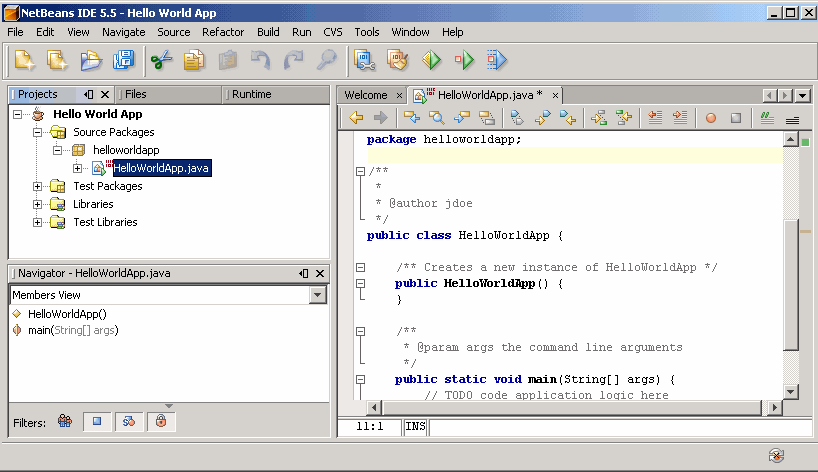 NetBeans IDE 5.5 - Hello World App
File Edit View Navigate Source Refactor Build Run CVS Tools Window Help
Projects Files Runtime
Hello World App
Source Packages
helloworldapp
HelloWorldApp.java
Test Packages
Libraries
Test Libraries
Navigator - HelloWorldApp.java
Members View
HelloWorldApp()
main(String[] args)
Filters:
Welcome HelloWorldApp.java *
package helloworldapp;
/**
*
* @author jdoe
*/
public class HelloWorldApp {
/** Creates a new instance of HelloWorldApp */
public HelloWorldApp() {
}
/**
* @param args the command line arguments
*/
public static void main(String[] args) {
// TODO code application logic here
11:1 INS